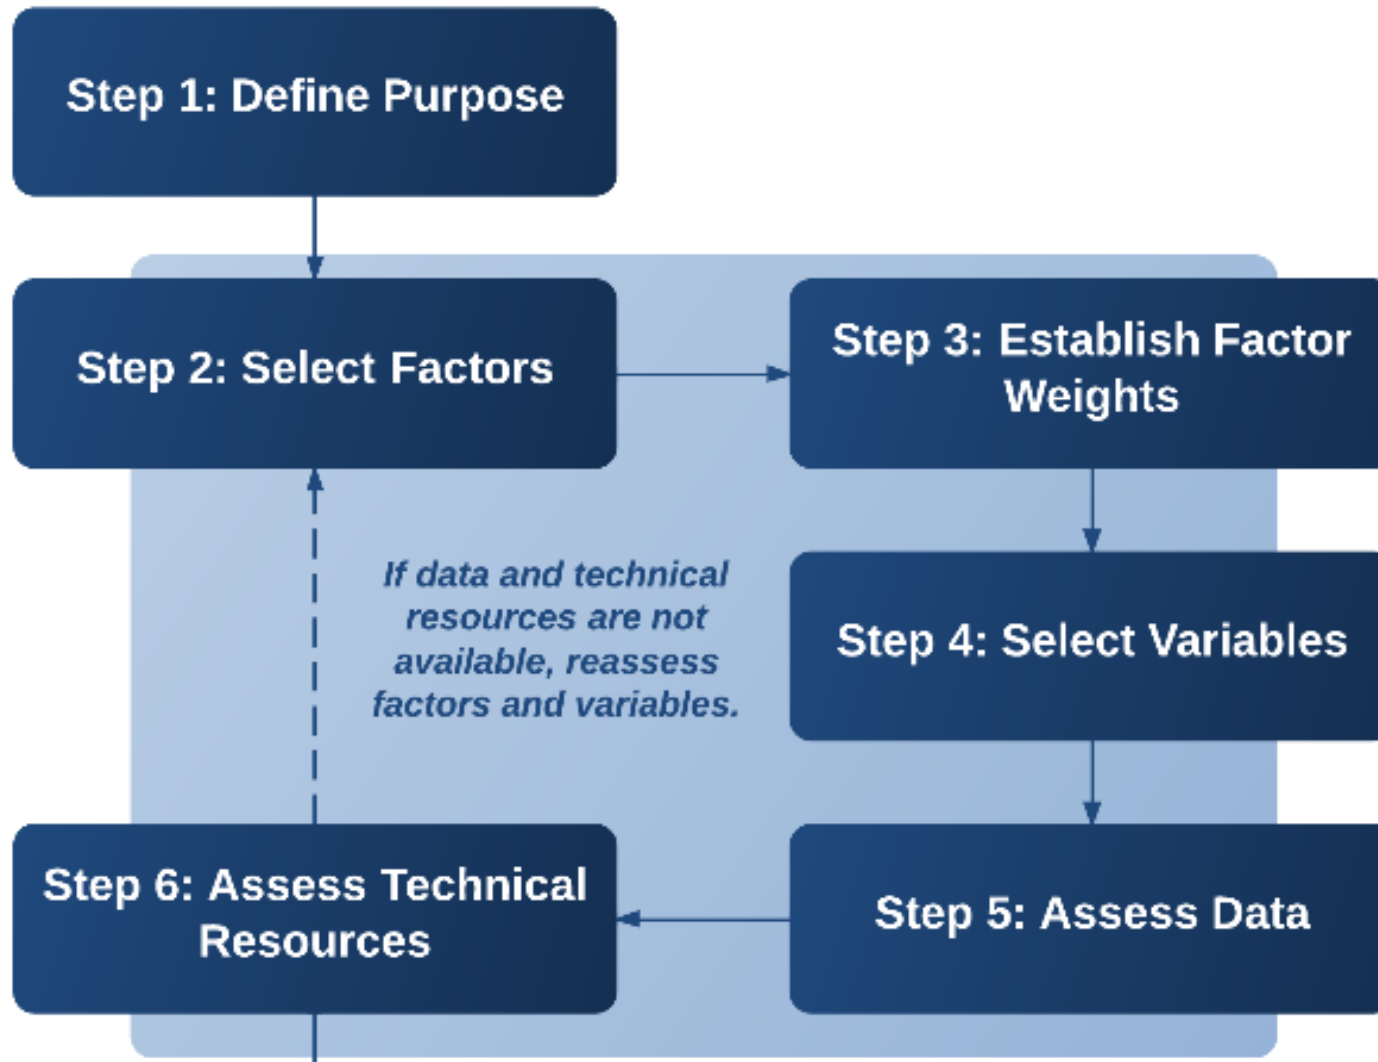 Step 1: Define Purpose
Step 2: Select Factors
Step 3: Establish Factor
Weights
If data and technical
resources are not
available, reassess
factors and variables.
Step 4: Select Variables
Step 6: Assess Technical
Resources
Step 5: Assess Data